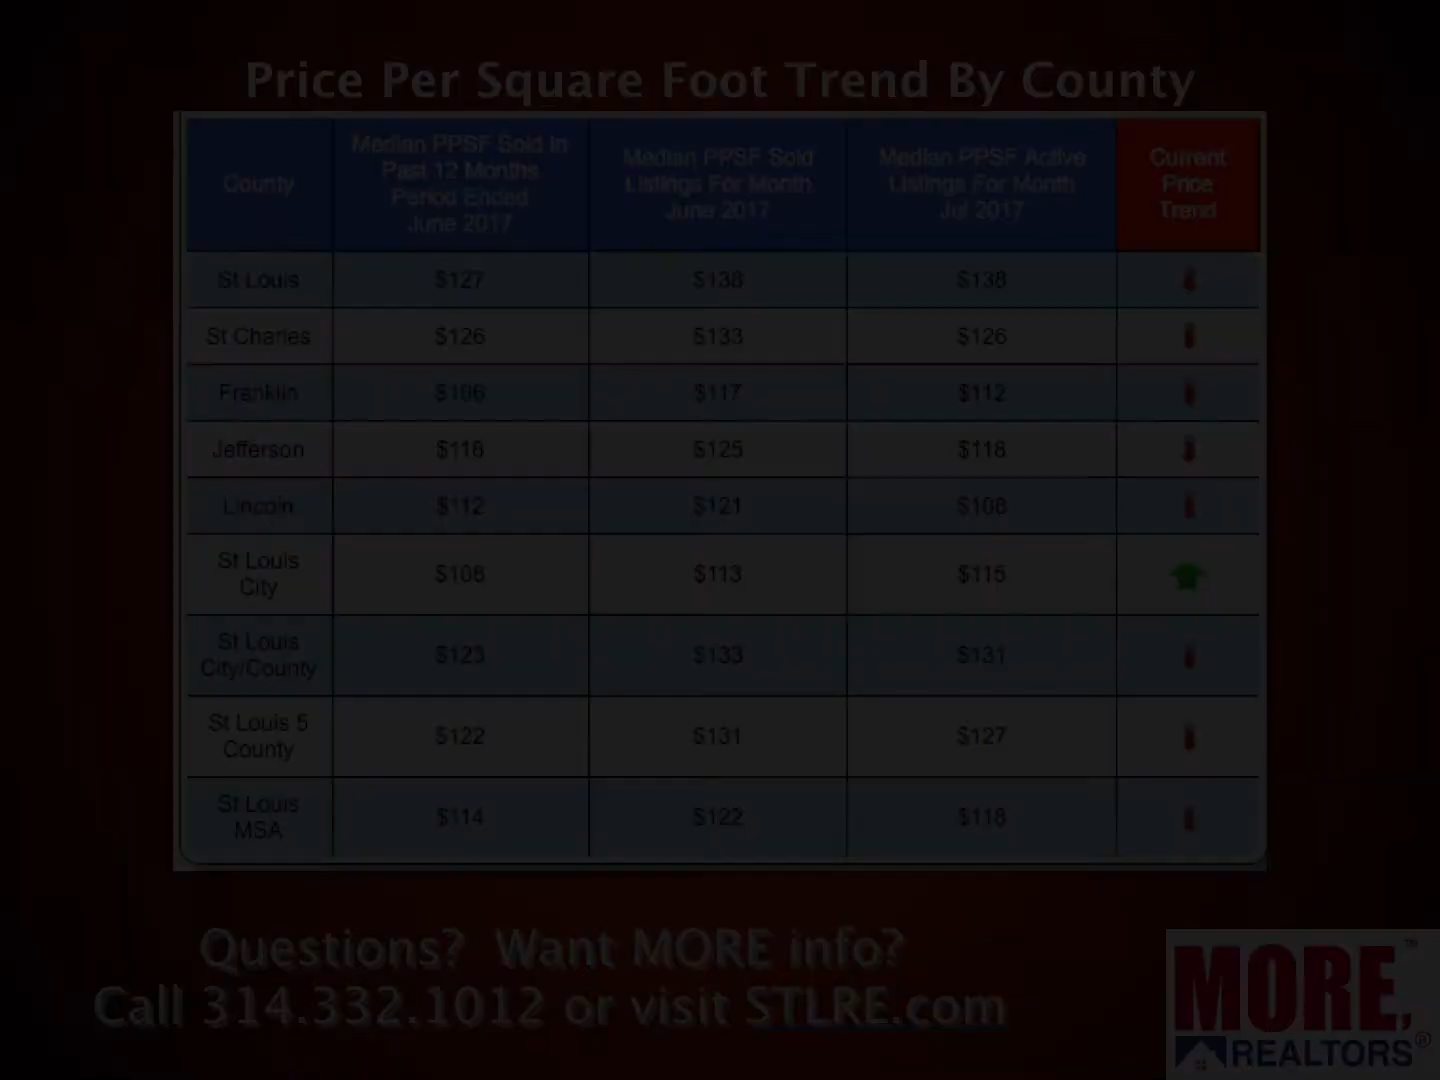 Price Per Square Foot Trend By County
County
Median PPSF Sold In
Past 12 Months
Period Ended
June 2017
Median PPSF Sold
Listings For Month
June 2017
Median PPSF Active
Listings For Month
Jul 2017
Current
Price
Trend
St Louis $127 $138 $138
St Charles $126 $133 $126
Franklin $106 $117 $112
Jefferson $118 $125 $118
Lincoln $112 $121 $108
St Louis
City
$108 $113 $115
St Louis
City/County
$123 $133 $131
St Louis 5
County
$122 $131 $127
St Louis
MSA
$114 $122 $118
Questions? Want MORE info?
Call 314.332.1012 or visit STLRE.com
MORE, ™
REALTORS®